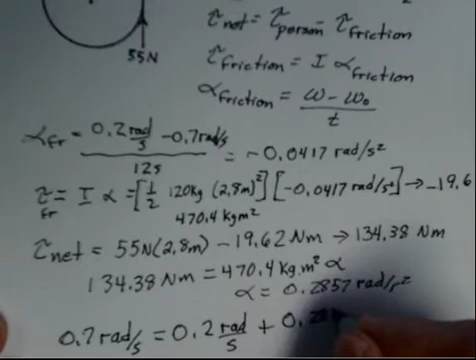 τnet = τperson - τfriction
55N
τfriction = I αfriction
αfriction = ω - ω₀ / t
αfr = 0.2 rad/s - 0.7 rad/s / 12s = -0.0417 rad/s²
τfr = I α = [1/2 120kg (2.8m)²][-0.0417 rad/s²] → -19.6
470.4 kgm²
τnet = 55N(2.8m) - 19.62 Nm → 134.38 Nm
134.38 Nm = 470.4 kg.m² α
α = 0.2857 rad/s²
0.7 rad/s = 0.2 rad/s + 0.2